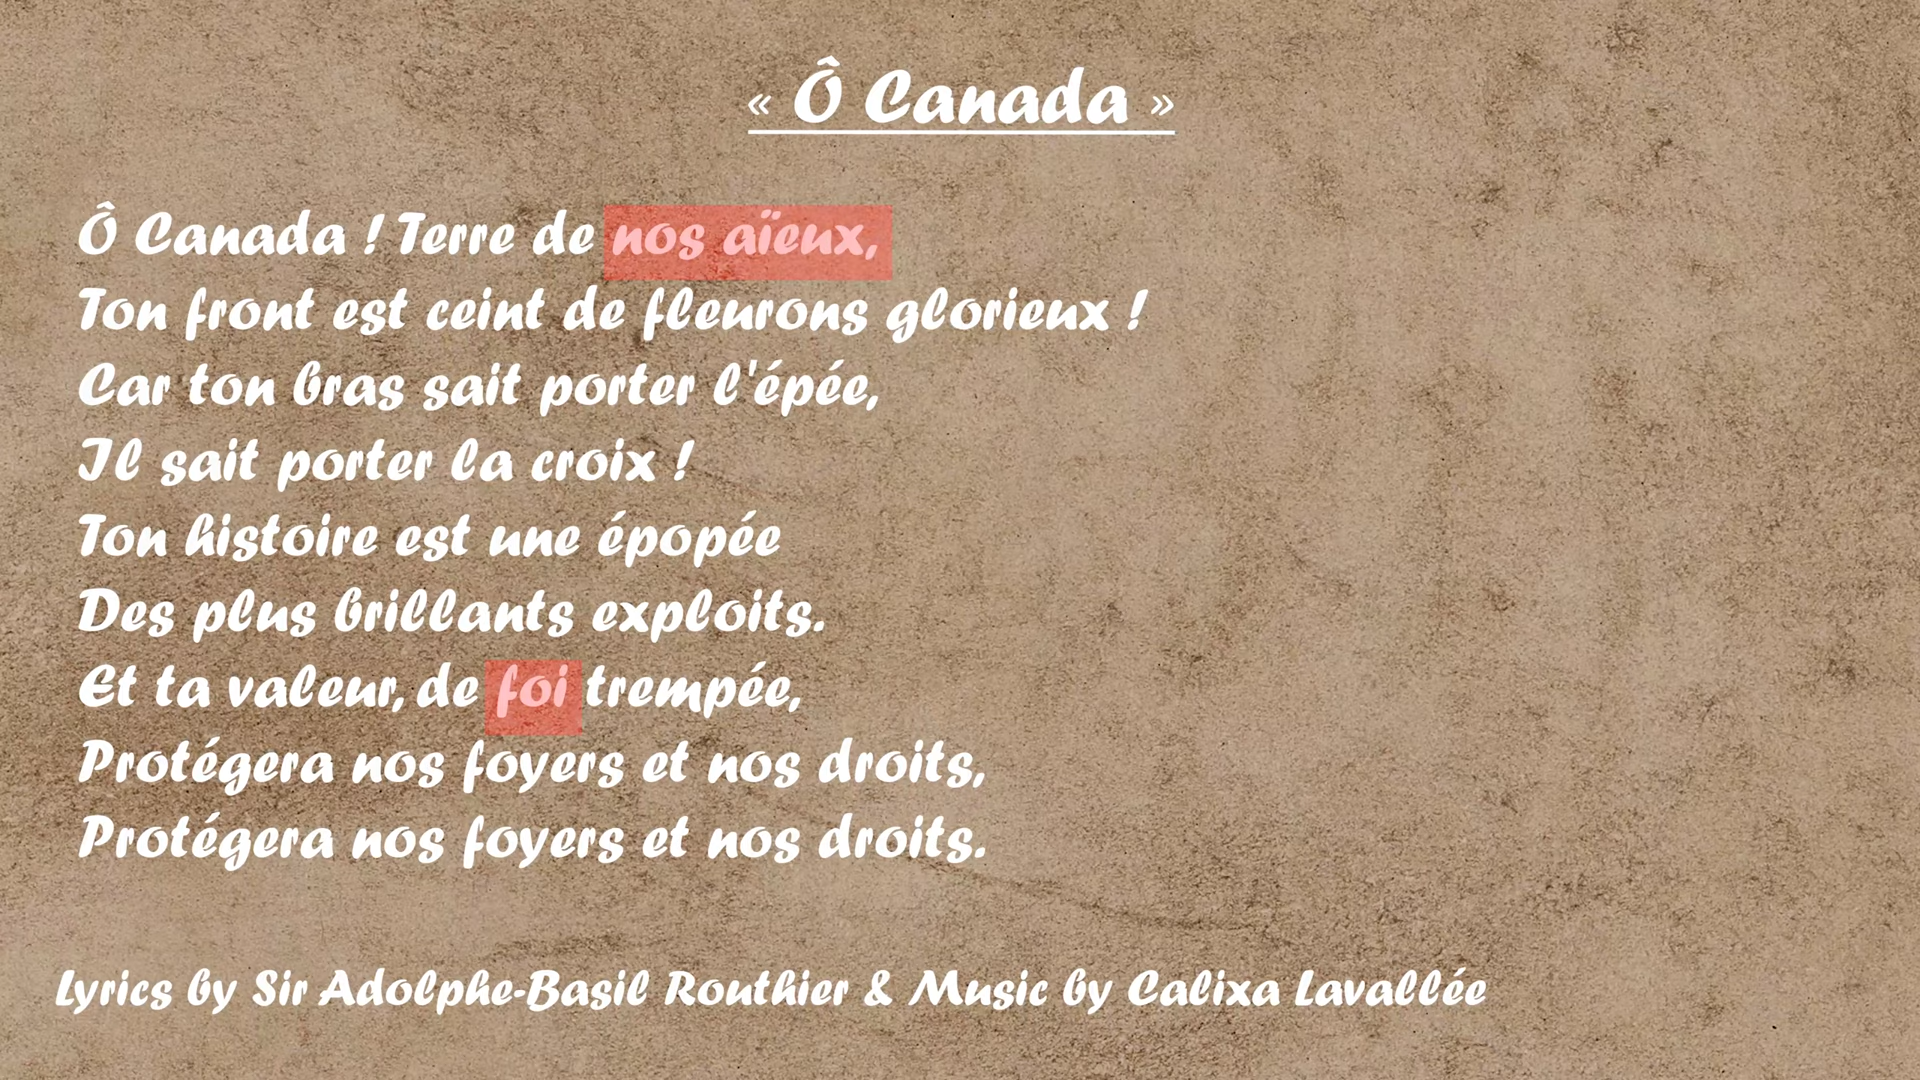 « Ô Canada »
Ô Canada ! Terre de nos aïeux,
Ton front est ceint de fleurons glorieux !
Car ton bras sait porter l'épée,
Il sait porter la croix !
Ton histoire est une épopée
Des plus brillants exploits.
Et ta valeur, de foi trempée,
Protégera nos foyers et nos droits,
Protégera nos foyers et nos droits.
Lyrics by Sir Adolphe-Basil Routhier & Music by Calixa Lavallée